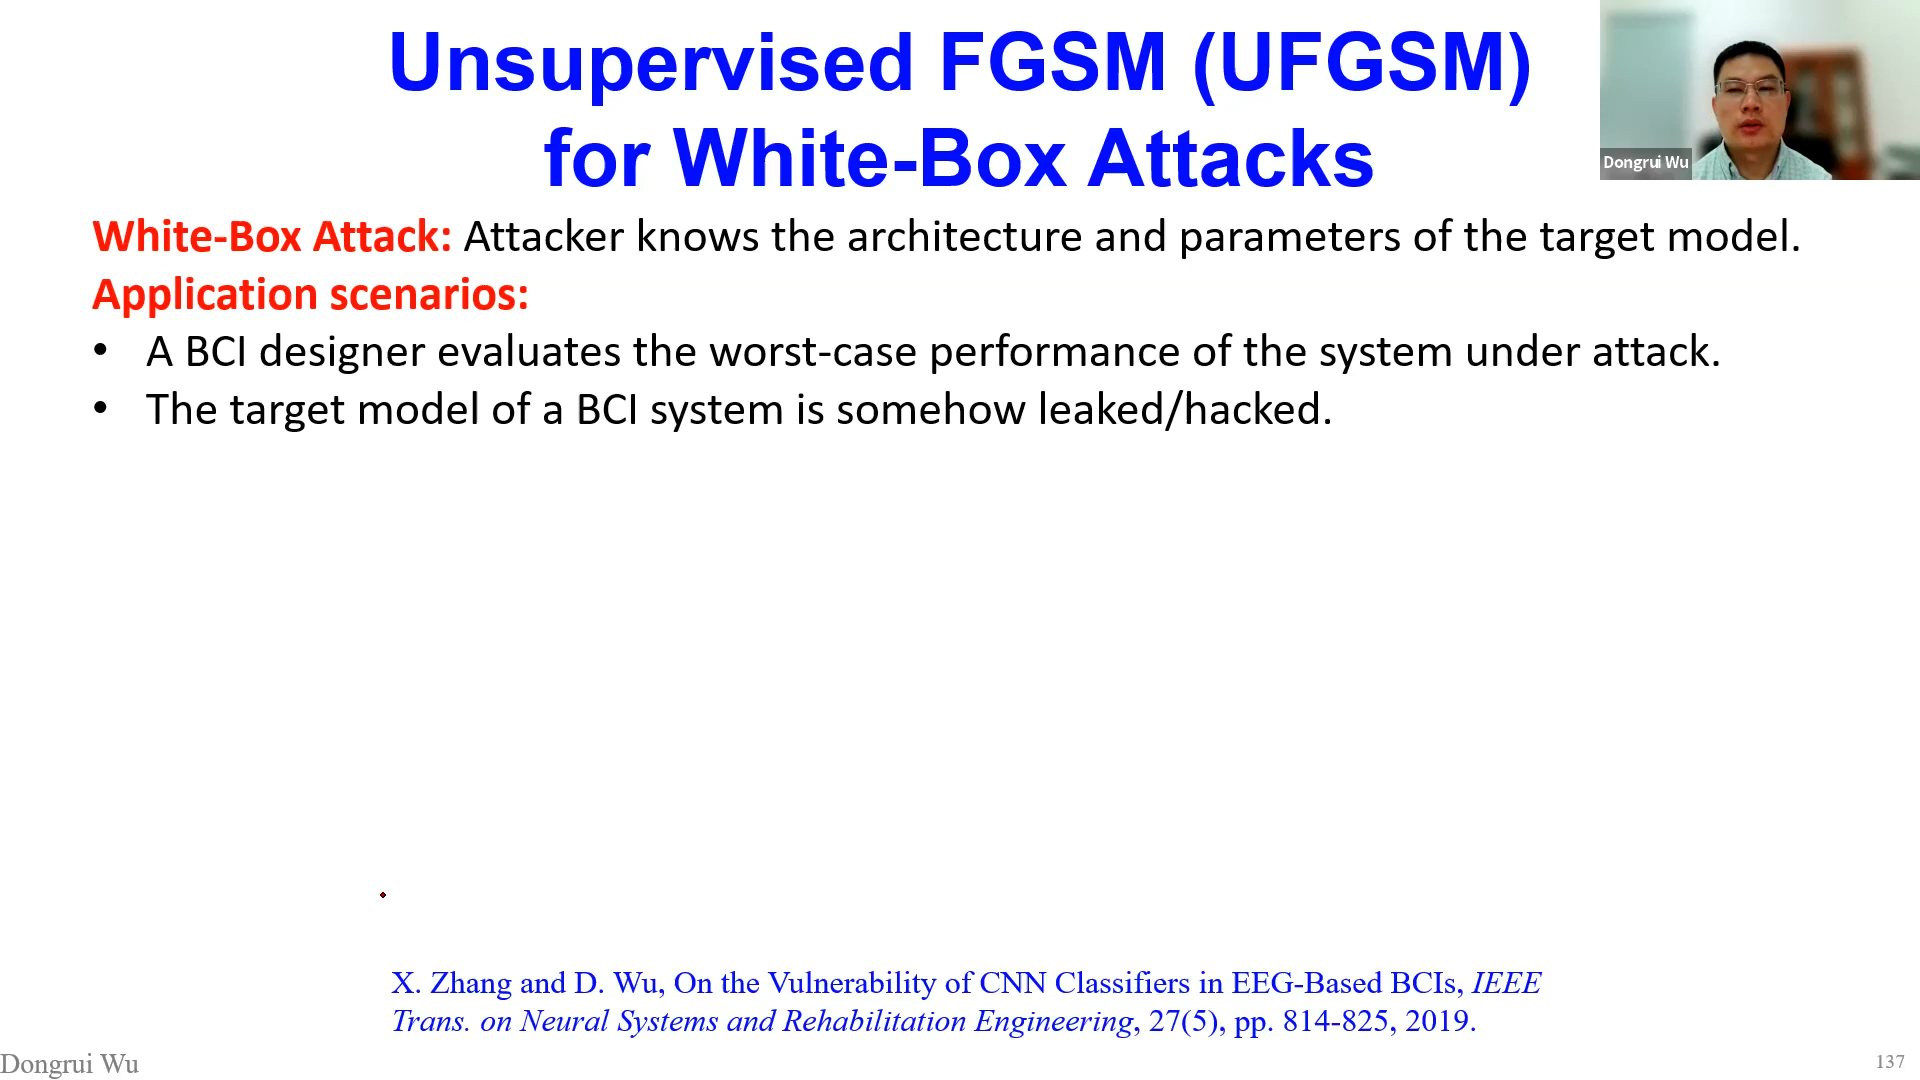 Unsupervised FGSM (UFGSM)
for White-Box Attacks
Dongrui Wu
White-Box Attack: Attacker knows the architecture and parameters of the target model.
Application scenarios:
• A BCI designer evaluates the worst-case performance of the system under attack.
• The target model of a BCI system is somehow leaked/hacked.
X. Zhang and D. Wu, On the Vulnerability of CNN Classifiers in EEG-Based BCIs, IEEE
Trans. on Neural Systems and Rehabilitation Engineering, 27(5), pp. 814-825, 2019.
Dongrui Wu
137